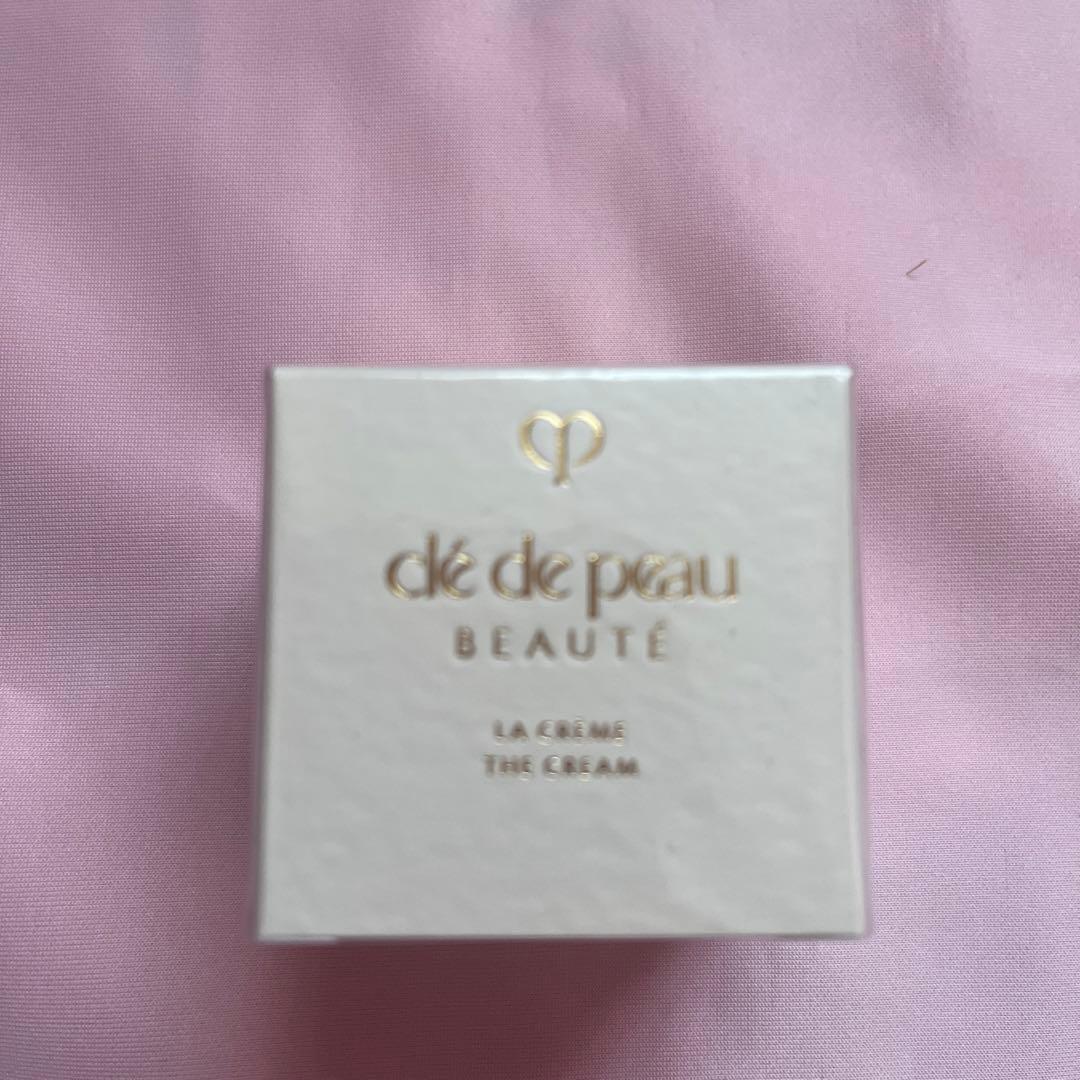 clé de peau
BEAUTÉ
LA CRÈME
THE CREAM